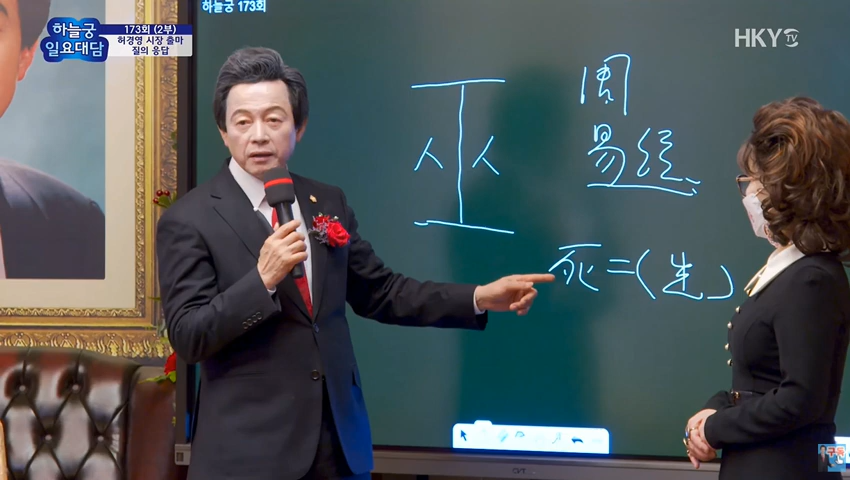 하늘궁
일요대담
173회 (2부)
허경영 시장 출마
질의 응답
하늘궁 173회
HKY TV
巫
周
易經
死=(生)
구독